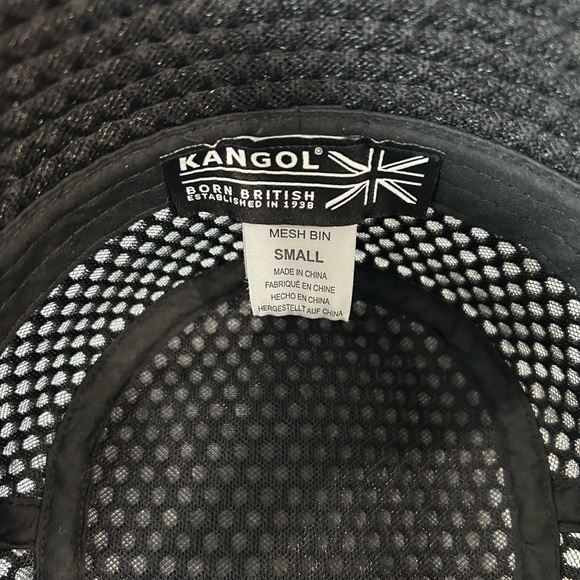 KANGOL®
BORN BRITISH
ESTABLISHED IN 1938
MESH BIN
SMALL
MADE IN CHINA
FABRIQUÉ EN CHINE
HECHO EN CHINA
HERGESTELLT AUF CHINA